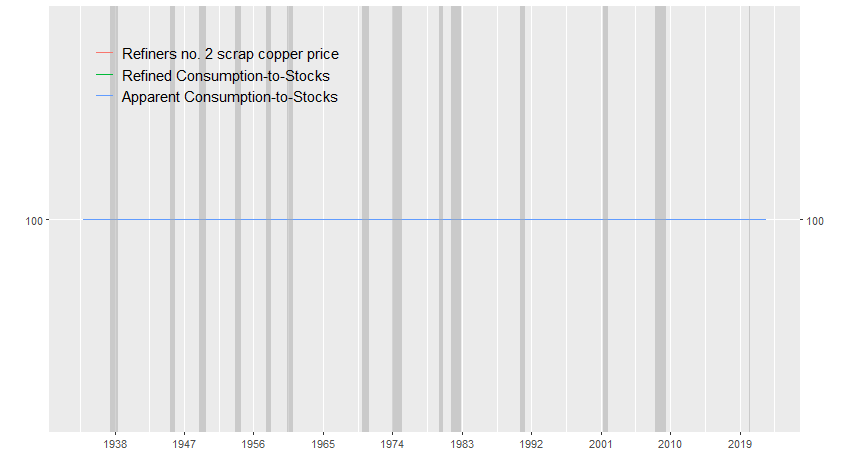 Refiners no. 2 scrap copper price
Refined Consumption-to-Stocks
Apparent Consumption-to-Stocks
100 100
1938 1947 1956 1965 1974 1983 1992 2001 2010 2019